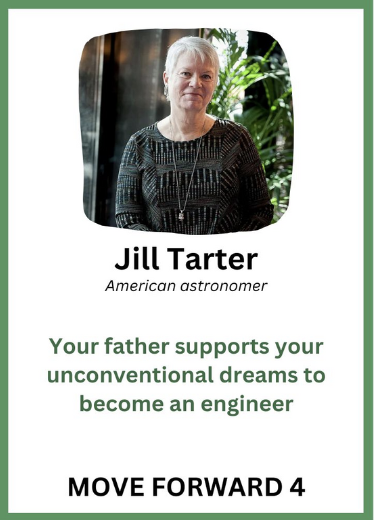 Jill Tarter
American astronomer
Your father supports your
unconventional dreams to
become an engineer
MOVE FORWARD 4